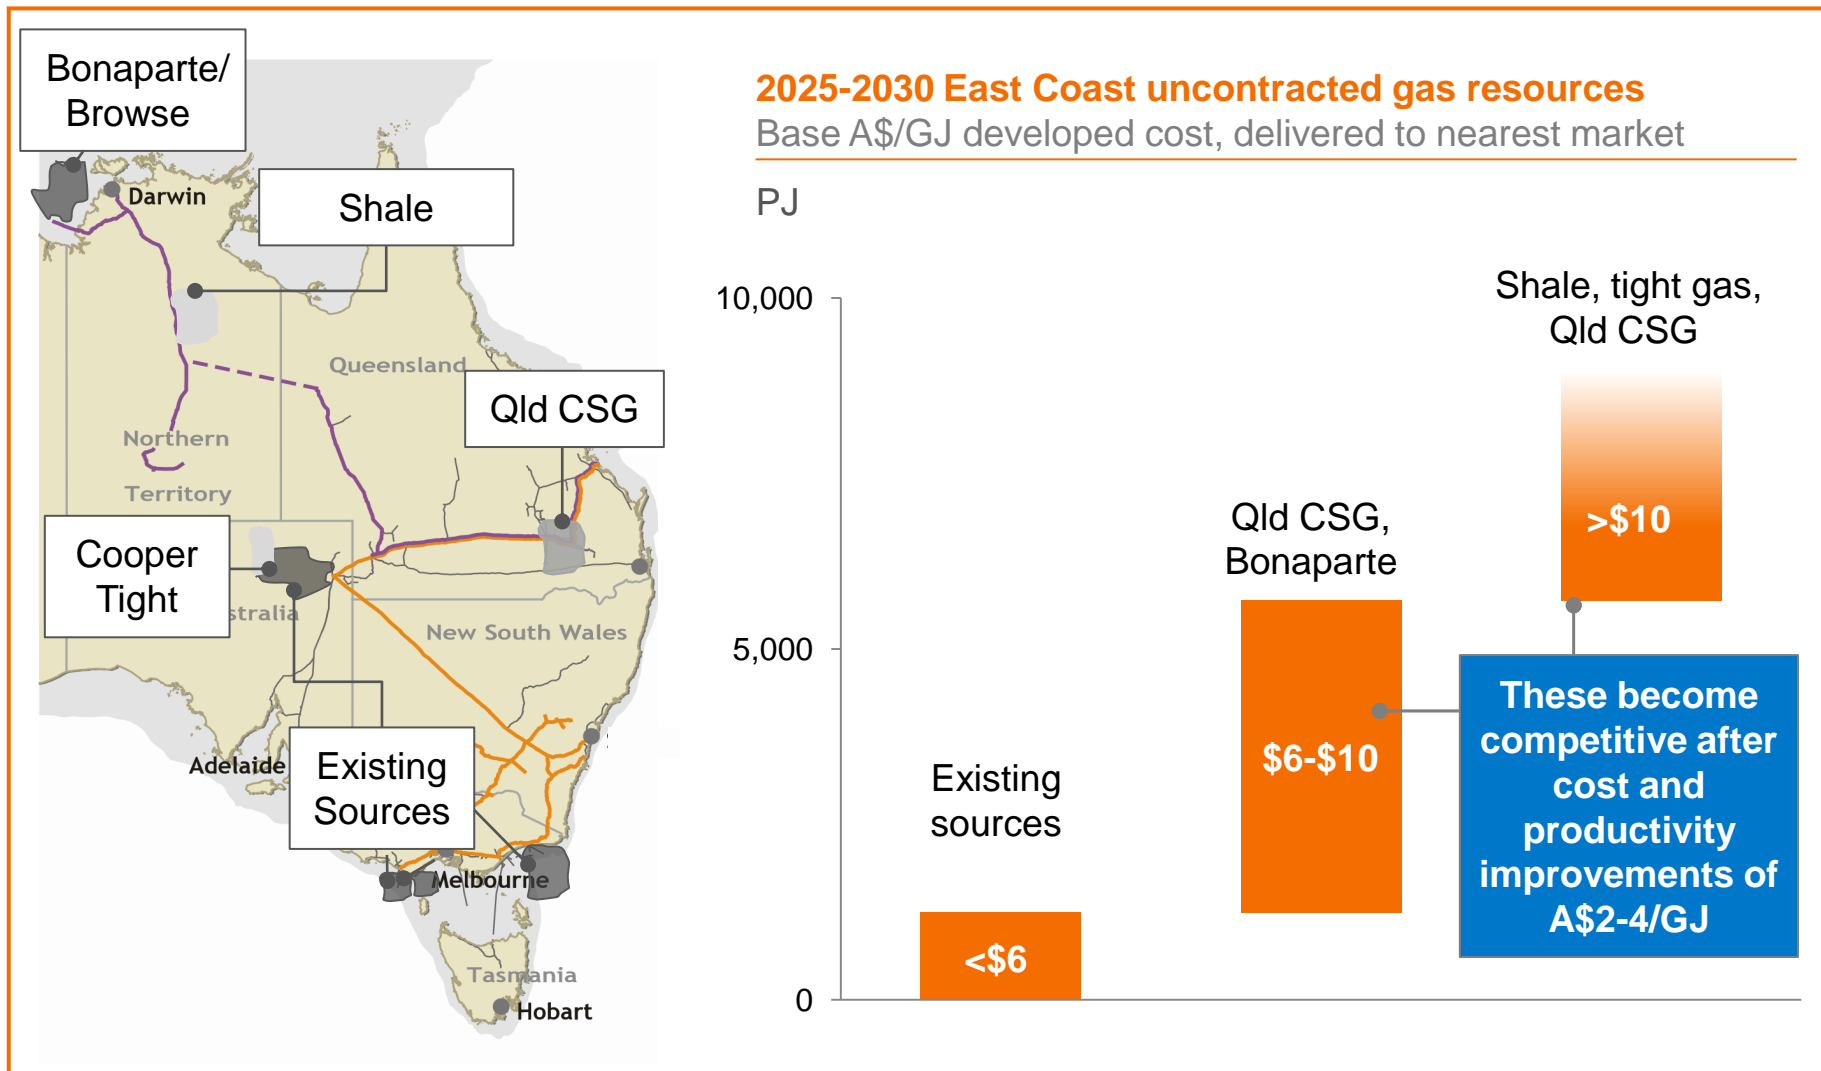 Bonaparte/
Browse
Darwin
Shale
Queensland
Qld CSG
Northern
Territory
Cooper
Tight
stralia
New South Wales
Adelaide
Existing
Sources
Melbourne
Tasmania
Hobart
2025-2030 East Coast uncontracted gas resources
Base A$/GJ developed cost, delivered to nearest market
PJ
10,000
5,000
0
Existing
sources
<$6
Qld CSG,
Bonaparte
$6-$10
Shale, tight gas,
Qld CSG
>$10
These become
competitive after
cost and
productivity
improvements of
A$2-4/GJ